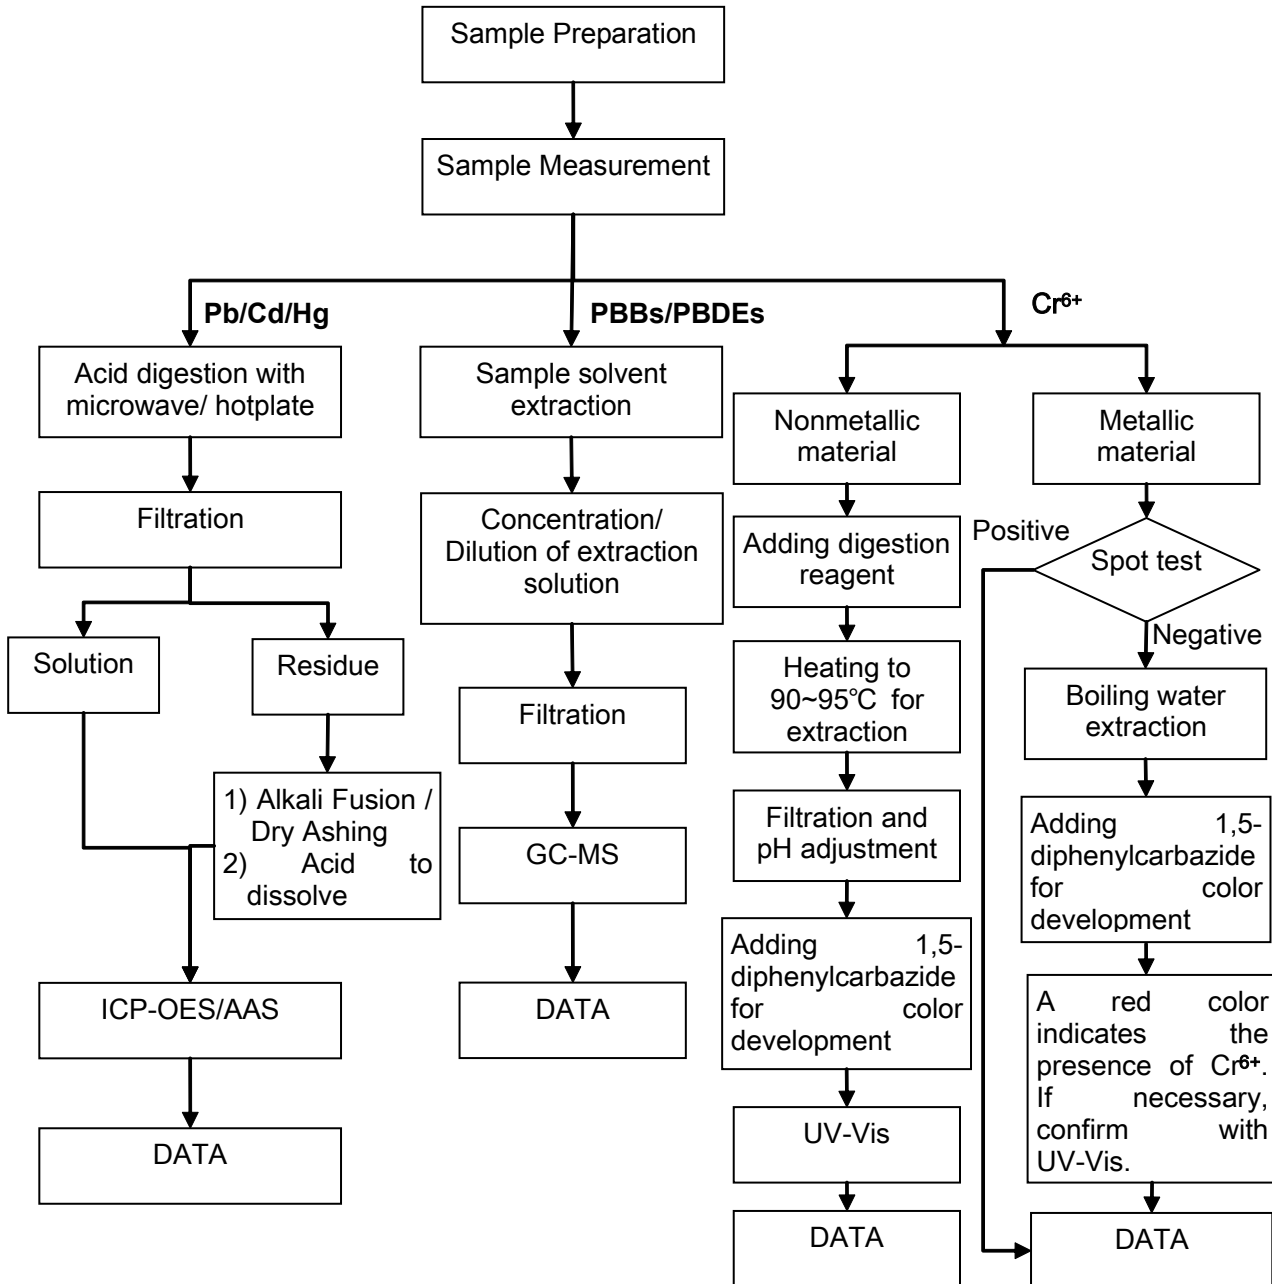 Sample Preparation
Sample Measurement
Pb/Cd/Hg
PBBs/PBDEs
Cr⁶⁺
Acid digestion with
microwave/ hotplate
Filtration
Solution
Residue
1) Alkali Fusion /
Dry Ashing
2) Acid to
dissolve
ICP-OES/AAS
DATA
Sample solvent
extraction
Concentration/
Dilution of extraction
solution
Filtration
GC-MS
DATA
Nonmetallic
material
Adding digestion
reagent
Heating to
90~95℃ for
extraction
Filtration and
pH adjustment
Adding 1,5-
diphenylcarbazide
for color
development
UV-Vis
DATA
Metallic
material
Spot test
Positive
Negative
Boiling water
extraction
Adding 1,5-
diphenylcarbazide
for color
development
A red color
indicates the
presence of Cr⁶⁺.
If necessary,
confirm with
UV-Vis.
DATA